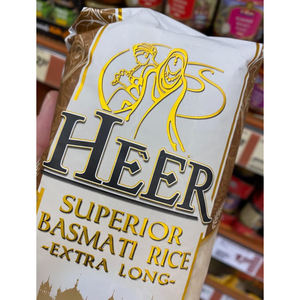 HEER
SUPERIOR
BASMATI RICE
-EXTRA LONG-